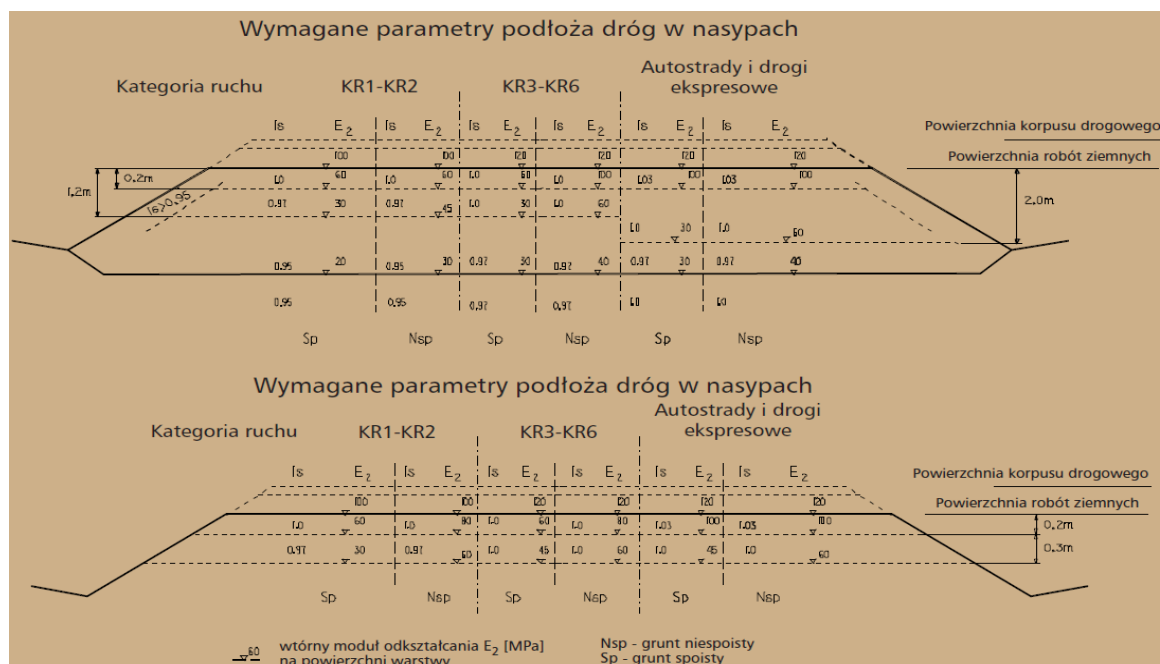 Wymagane parametry podłoża dróg w nasypach
Kategoria ruchu KR1-KR2 KR3-KR6 Autostrady i drogi
ekspresowe
Is E2 Is E2 Is E2 Is E2 Is E2 Is E2
Powierzchnia korpusu drogowego
100 100 120 120 120 120
Powierzchnia robót ziemnych
0.2m 1.0 60 1.0 60 1.0 60 1.0 100 1.03 100 1.03 100
1.2m Is>0.95 0.97 30 0.97 45 1.0 30 1.0 60
2.0m
1.0 30 1.0 60
0.95 20 0.95 30 0.97 30 0.97 40 0.97 30 0.97 40
0.95 0.95 0.97 0.97 1.0 1.0
Sp Nsp Sp Nsp Sp Nsp
Wymagane parametry podłoża dróg w nasypach
Kategoria ruchu KR1-KR2 KR3-KR6 Autostrady i drogi
ekspresowe
Is E2 Is E2 Is E2 Is E2 Is E2 Is E2
Powierzchnia korpusu drogowego
100 100 120 120 120 120
Powierzchnia robót ziemnych
1.0 60 1.0 80 1.0 60 1.0 80 1.03 100 1.03 100 0.2m
0.97 30 0.97 60 1.0 45 1.0 60 1.0 45 1.0 60 0.3m
Sp Nsp Sp Nsp Sp Nsp
60 wtórny moduł odkształcania E2 [MPa] Nsp - grunt niespoisty
na powierzchni warstwy Sp - grunt spoisty